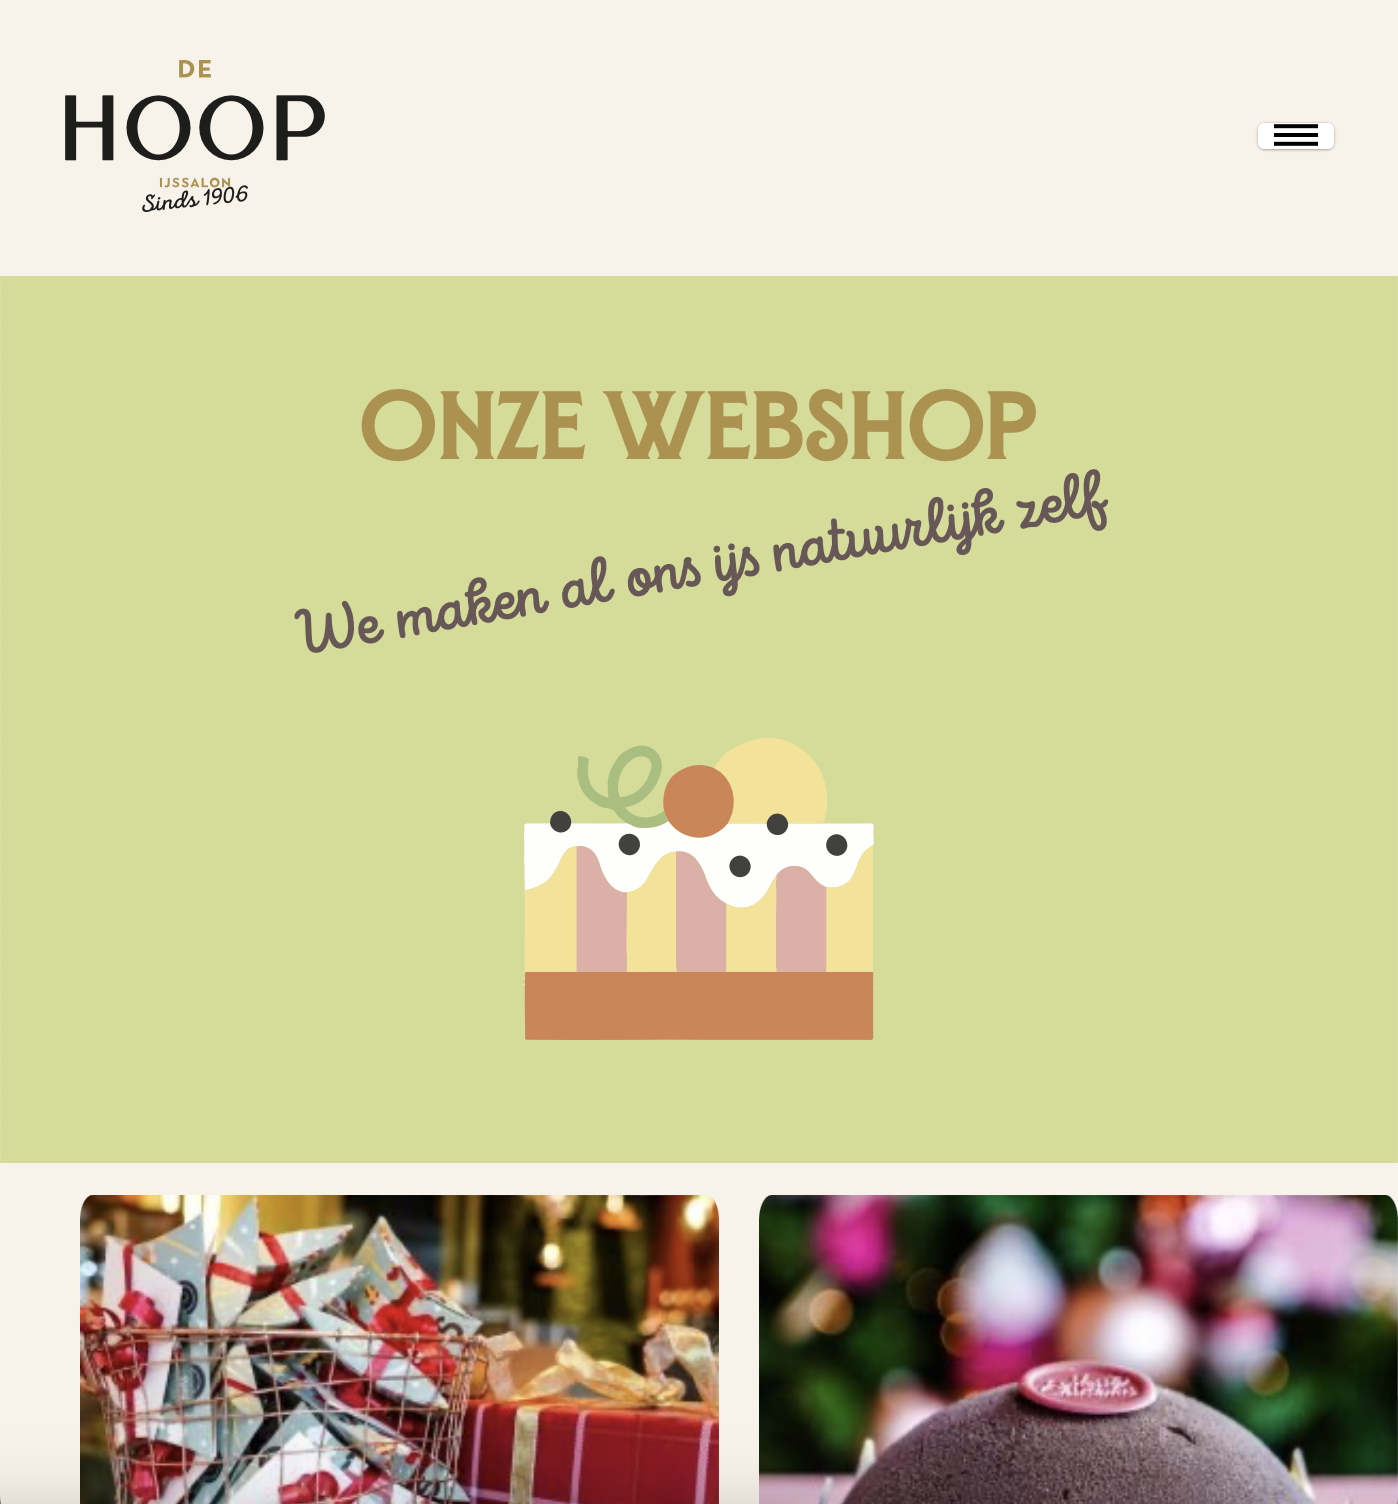 DE
HOOP
IJSSALON
Sinds 1906
ONZE WEBSHOP
We maken al ons ijs natuurlijk zelf